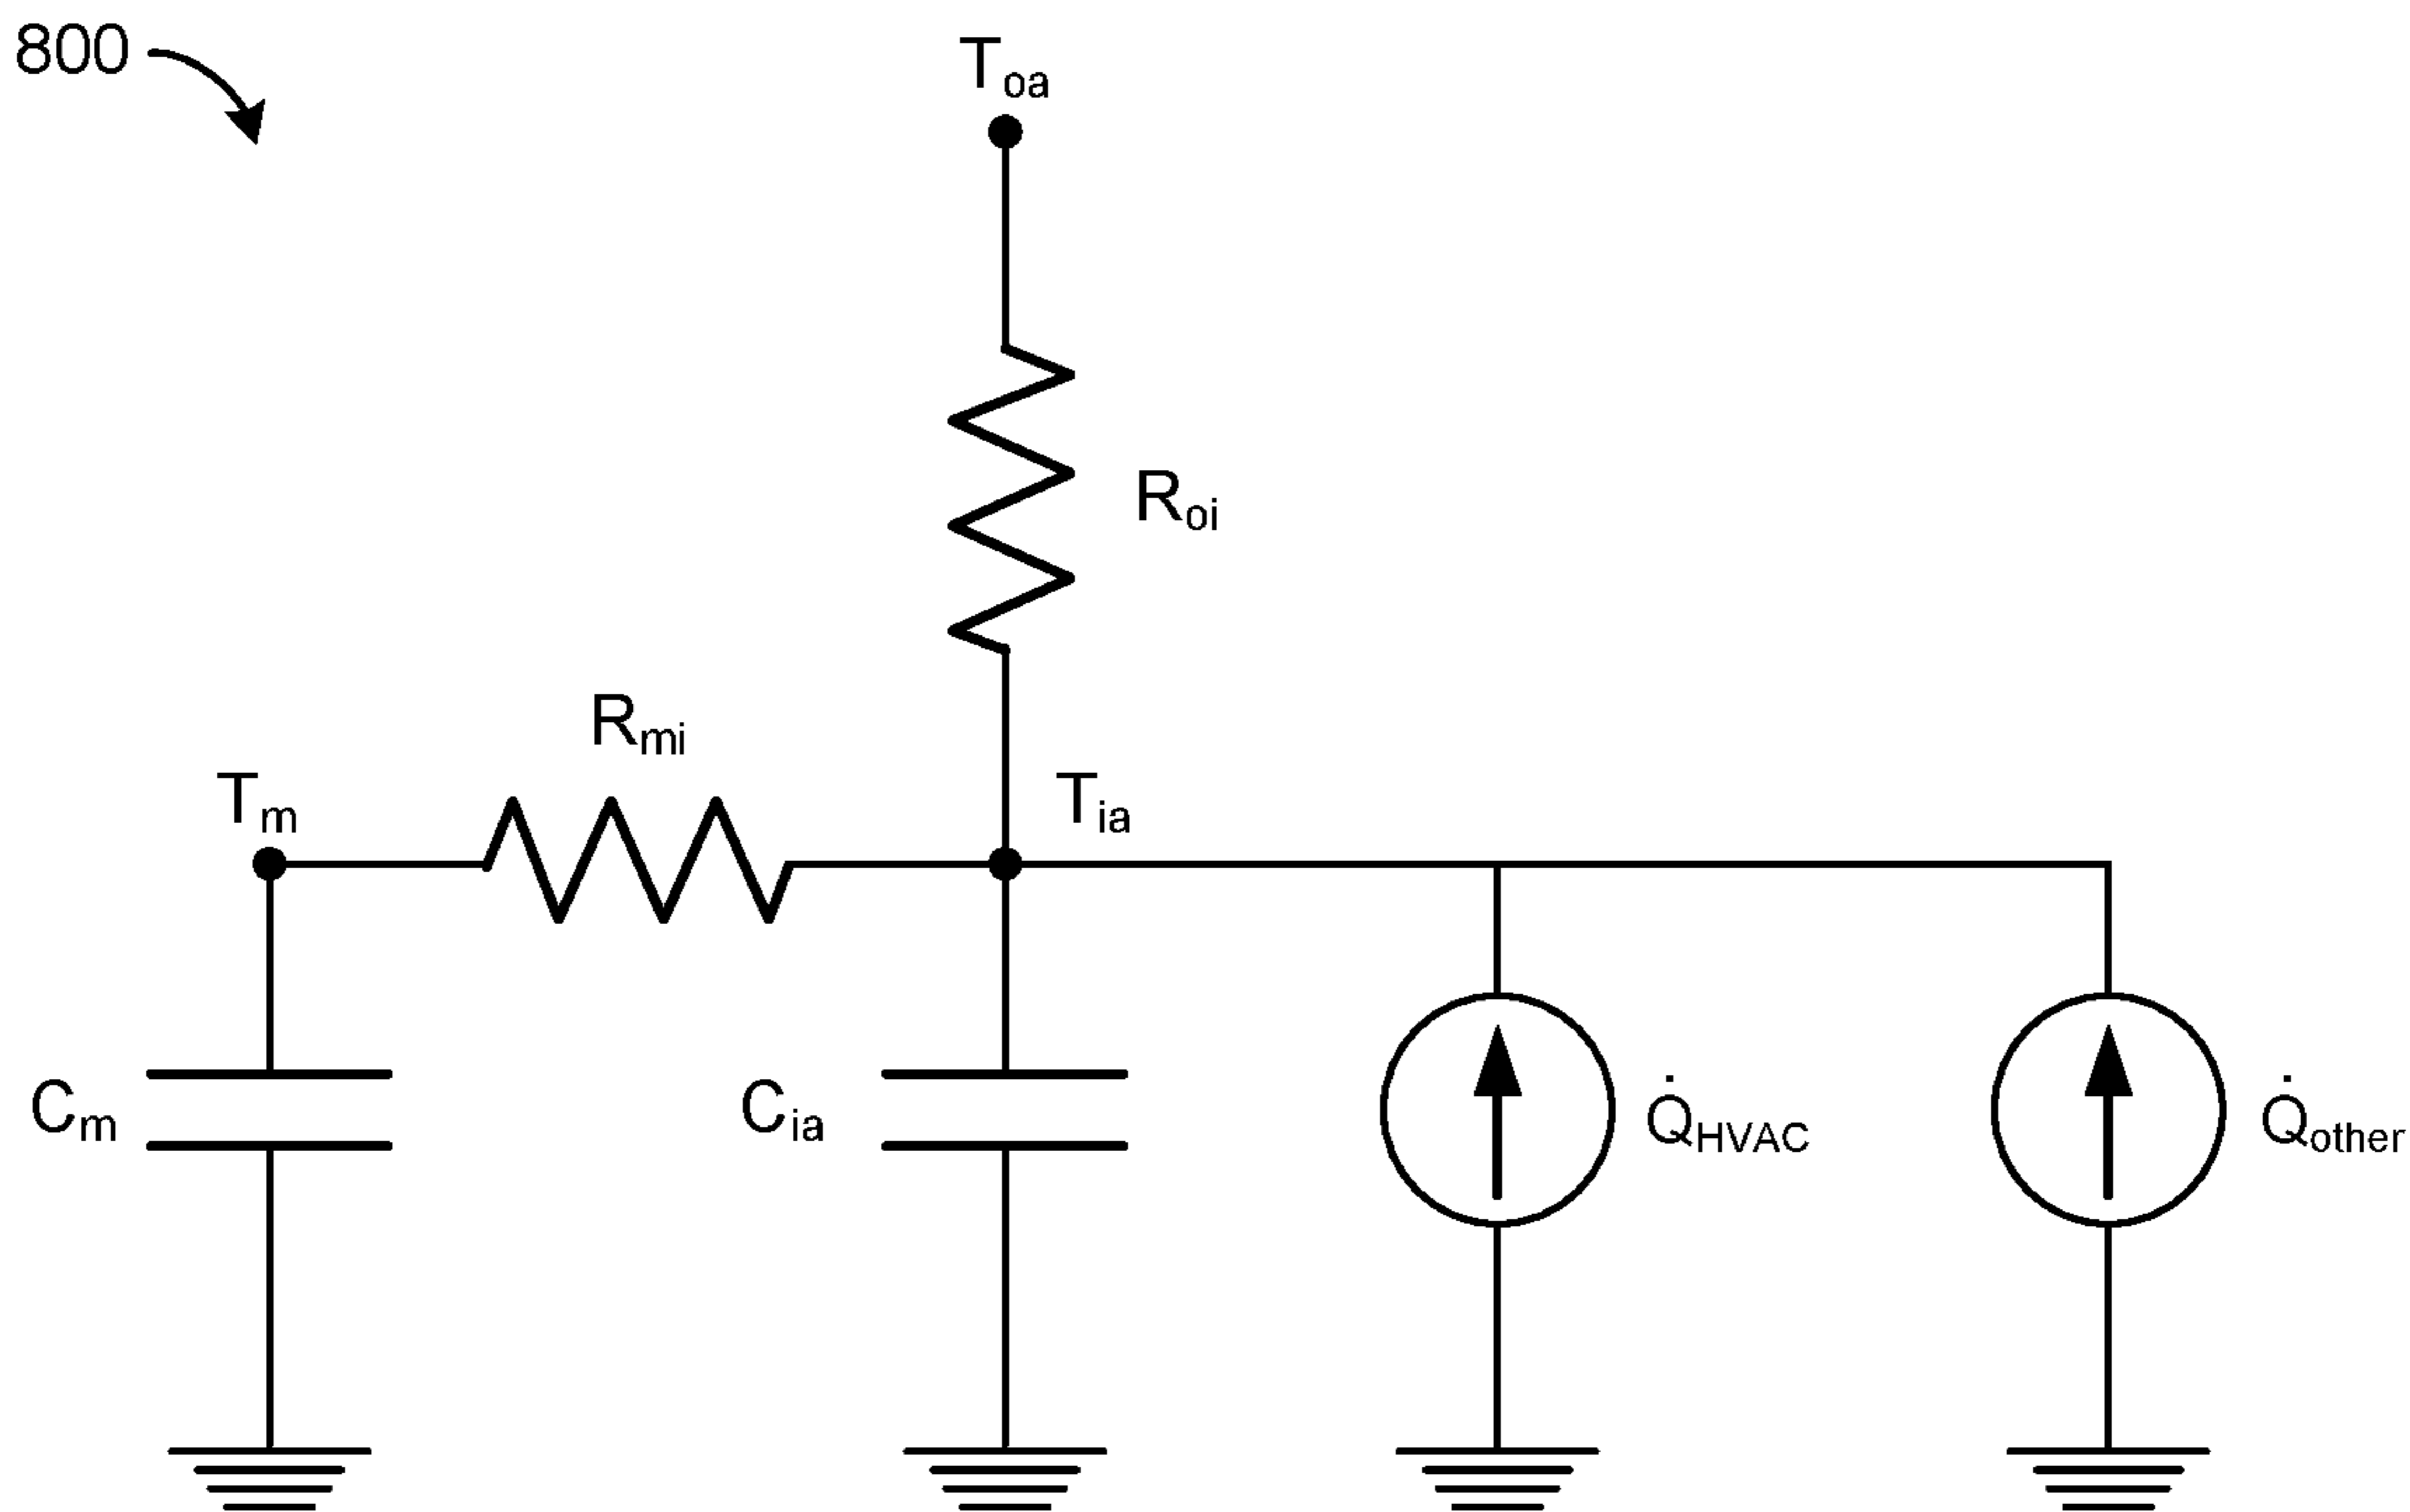 800
Tₒₐ
Rₒᵢ
Rₘᵢ
Tₘ
Tᵢₐ
Cₘ
Cᵢₐ
Q̇HVAC
Q̇other